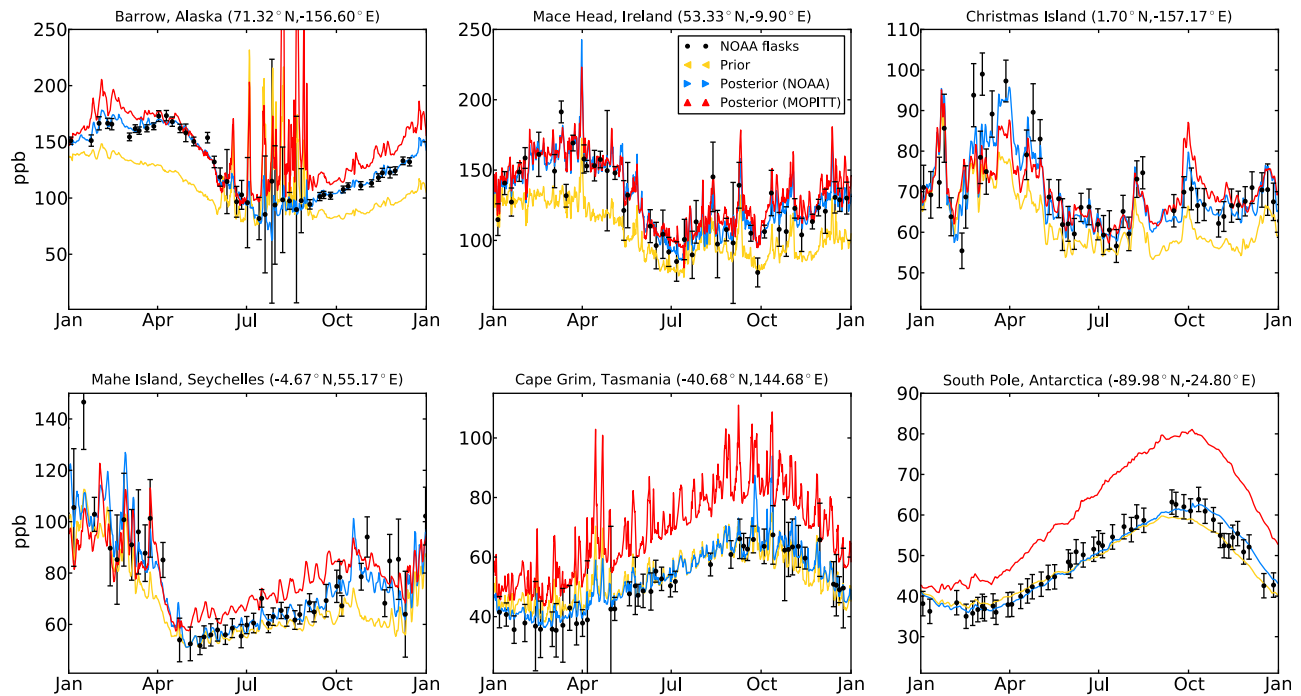 Barrow, Alaska (71.32°N,-156.60°E)
Mace Head, Ireland (53.33°N,-9.90°E)
Christmas Island (1.70°N,-157.17°E)
250
200
150
100
50
ppb
Jan Apr Jul Oct Jan
250
200
150
100
Jan Apr Jul Oct Jan
NOAA flasks
Prior
Posterior (NOAA)
Posterior (MOPITT)
110
100
90
80
70
60
50
Jan Apr Jul Oct Jan
Mahe Island, Seychelles (-4.67°N,55.17°E)
Cape Grim, Tasmania (-40.68°N,144.68°E)
South Pole, Antarctica (-89.98°N,-24.80°E)
140
120
100
80
60
ppb
Jan Apr Jul Oct Jan
100
80
60
40
20
Jan Apr Jul Oct Jan
90
80
70
60
50
40
30
Jan Apr Jul Oct Jan